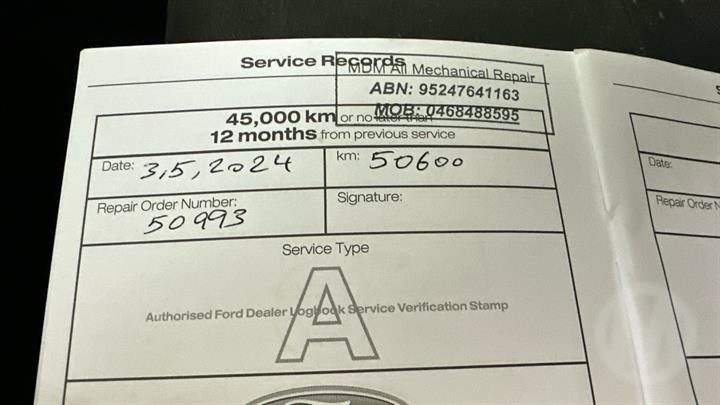 Service Records
MDM All Mechanical Repair
ABN: 95247641163
MOB: 0468488595
45,000 km or no later than
12 months from previous service
Date: 3,5,2024
km: 50600
Repair Order Number:
50993
Signature:
Service Type
A
Authorised Ford Dealer Logbook Service Verification Stamp
Date:
Repair Order